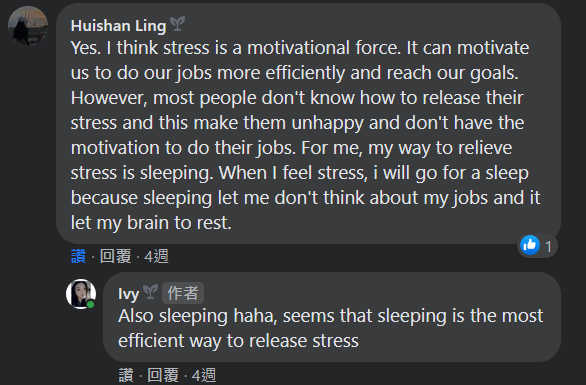 Huishan Ling
Yes. I think stress is a motivational force. It can motivate
us to do our jobs more efficiently and reach our goals.
However, most people don't know how to release their
stress and this make them unhappy and don't have the
motivation to do their jobs. For me, my way to relieve
stress is sleeping. When I feel stress, i will go for a sleep
because sleeping let me don't think about my jobs and it
let my brain to rest.
1
讚 · 回覆 · 4週
Ivy 作者
Also sleeping haha, seems that sleeping is the most
efficient way to release stress
讚 · 回覆 · 4週